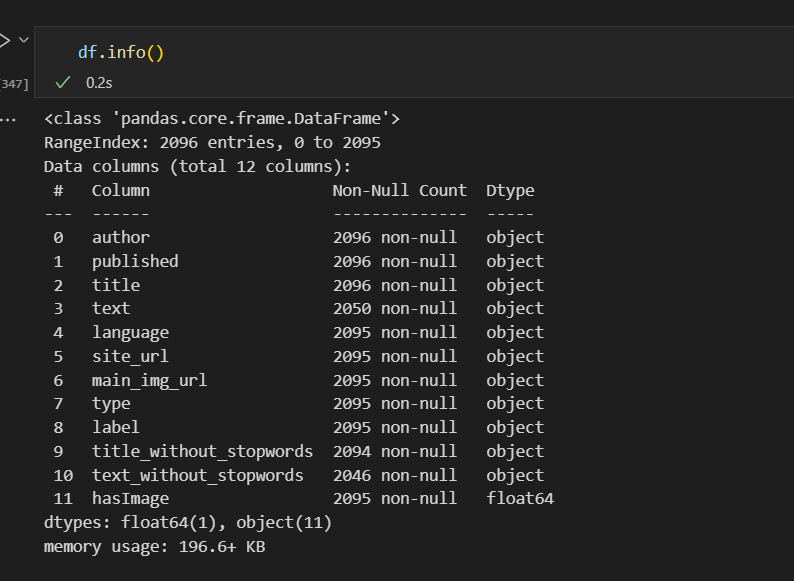 df.info()
[347]
0.2s
...
<class 'pandas.core.frame.DataFrame'>
RangeIndex: 2096 entries, 0 to 2095
Data columns (total 12 columns):
 #   Column                   Non-Null Count  Dtype
---  ------                   --------------  -----
 0   author                   2096 non-null   object
 1   published                2096 non-null   object
 2   title                    2096 non-null   object
 3   text                     2050 non-null   object
 4   language                 2095 non-null   object
 5   site_url                 2095 non-null   object
 6   main_img_url             2095 non-null   object
 7   type                     2095 non-null   object
 8   label                    2095 non-null   object
 9   title_without_stopwords  2094 non-null   object
 10  text_without_stopwords   2046 non-null   object
 11  hasImage                 2095 non-null   float64
dtypes: float64(1), object(11)
memory usage: 196.6+ KB